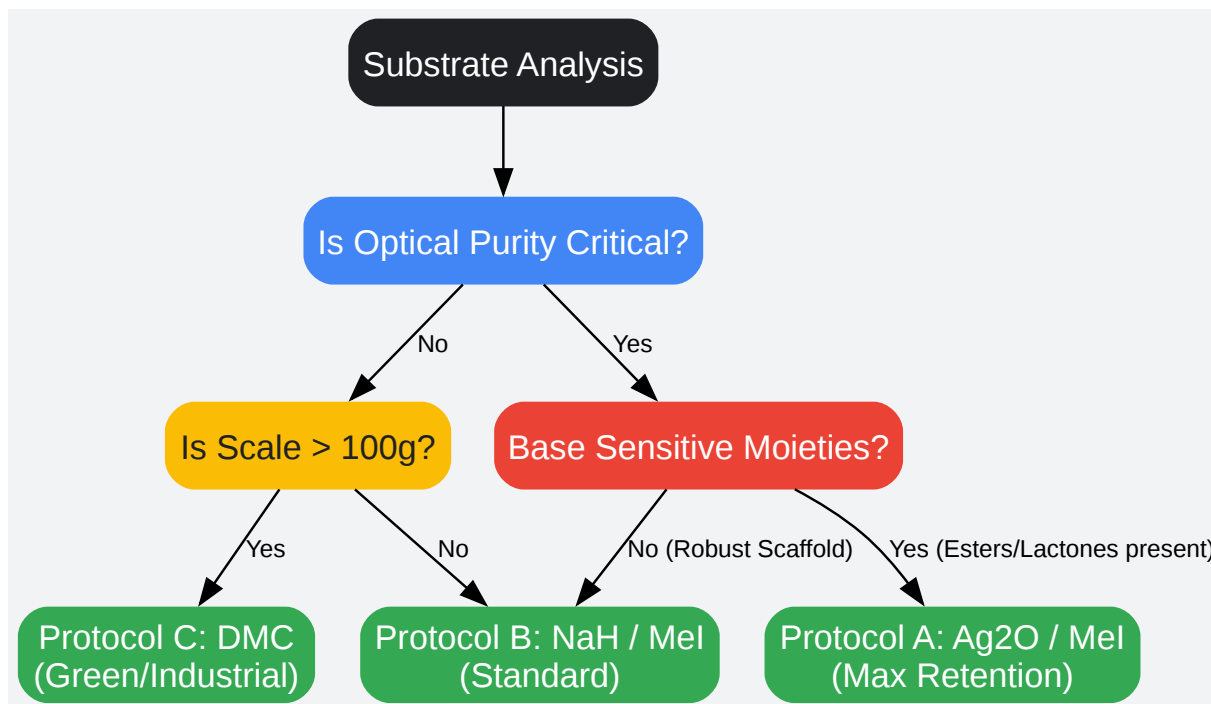 Substrate Analysis
Is Optical Purity Critical?
No
Yes
Is Scale > 100g?
Base Sensitive Moieties?
Yes
No
No (Robust Scaffold)
Yes (Esters/Lactones present)
Protocol C: DMC
(Green/Industrial)
Protocol B: NaH / MeI
(Standard)
Protocol A: Ag2O / MeI
(Max Retention)